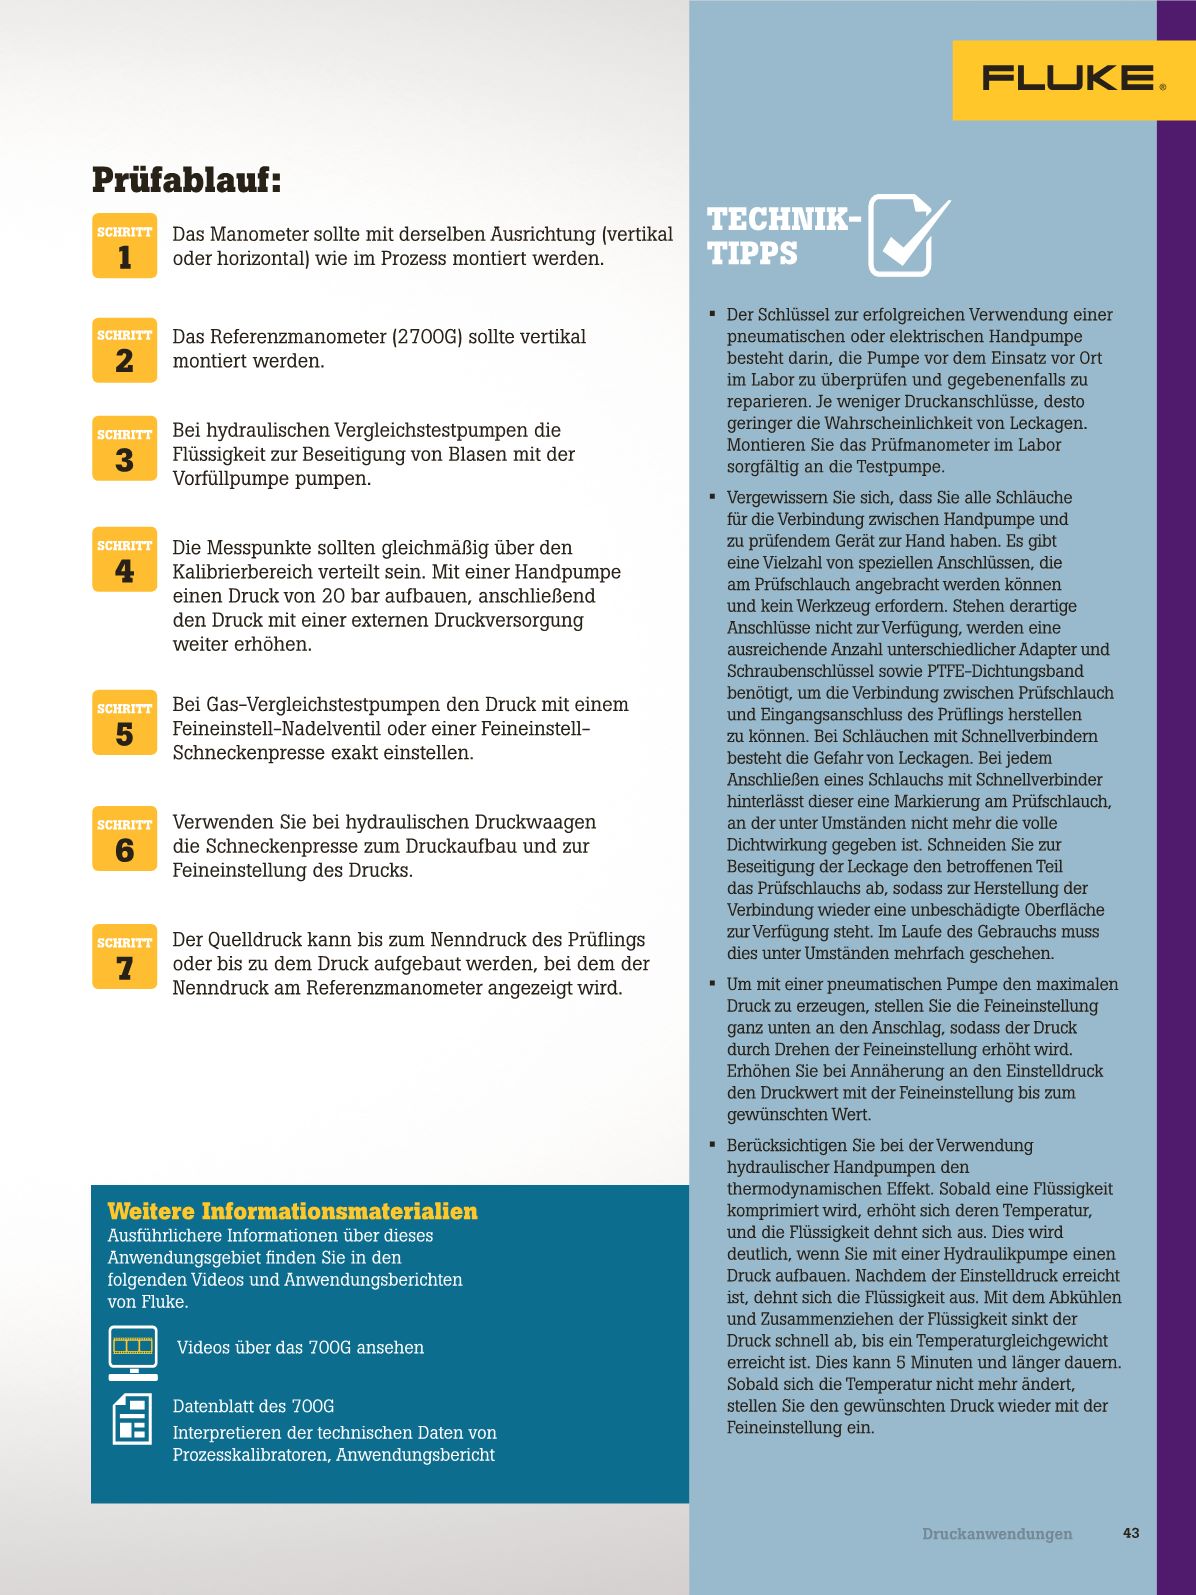 FLUKE®
Prüfablauf:
SCHRITT
1
Das Manometer sollte mit derselben Ausrichtung (vertikal
oder horizontal) wie im Prozess montiert werden.
SCHRITT
2
Das Referenzmanometer (2700G) sollte vertikal
montiert werden.
SCHRITT
3
Bei hydraulischen Vergleichstestpumpen die
Flüssigkeit zur Beseitigung von Blasen mit der
Vorfüllpumpe pumpen.
SCHRITT
4
Die Messpunkte sollten gleichmäßig über den
Kalibrierbereich verteilt sein. Mit einer Handpumpe
einen Druck von 20 bar aufbauen, anschließend
den Druck mit einer externen Druckversorgung
weiter erhöhen.
SCHRITT
5
Bei Gas-Vergleichstestpumpen den Druck mit einem
Feineinstell-Nadelventil oder einer Feineinstell-
Schneckenpresse exakt einstellen.
SCHRITT
6
Verwenden Sie bei hydraulischen Druckwaagen
die Schneckenpresse zum Druckaufbau und zur
Feineinstellung des Drucks.
SCHRITT
7
Der Quelldruck kann bis zum Nenndruck des Prüflings
oder bis zu dem Druck aufgebaut werden, bei dem der
Nenndruck am Referenzmanometer angezeigt wird.
Weitere Informationsmaterialien
Ausführlichere Informationen über dieses
Anwendungsgebiet finden Sie in den
folgenden Videos und Anwendungsberichten
von Fluke.
Videos über das 700G ansehen
Datenblatt des 700G
Interpretieren der technischen Daten von
Prozesskalibratoren, Anwendungsbericht
TECHNIK-
TIPPS
▪ Der Schlüssel zur erfolgreichen Verwendung einer
pneumatischen oder elektrischen Handpumpe
besteht darin, die Pumpe vor dem Einsatz vor Ort
im Labor zu überprüfen und gegebenenfalls zu
reparieren. Je weniger Druckanschlüsse, desto
geringer die Wahrscheinlichkeit von Leckagen.
Montieren Sie das Prüfmanometer im Labor
sorgfältig an die Testpumpe.
▪ Vergewissern Sie sich, dass Sie alle Schläuche
für die Verbindung zwischen Handpumpe und
zu prüfendem Gerät zur Hand haben. Es gibt
eine Vielzahl von speziellen Anschlüssen, die
am Prüfschlauch angebracht werden können
und kein Werkzeug erfordern. Stehen derartige
Anschlüsse nicht zur Verfügung, werden eine
ausreichende Anzahl unterschiedlicher Adapter und
Schraubenschlüssel sowie PTFE-Dichtungsband
benötigt, um die Verbindung zwischen Prüfschlauch
und Eingangsanschluss des Prüflings herstellen
zu können. Bei Schläuchen mit Schnellverbindern
besteht die Gefahr von Leckagen. Bei jedem
Anschließen eines Schlauchs mit Schnellverbinder
hinterlässt dieser eine Markierung am Prüfschlauch,
an der unter Umständen nicht mehr die volle
Dichtwirkung gegeben ist. Schneiden Sie zur
Beseitigung der Leckage den betroffenen Teil
das Prüfschlauchs ab, sodass zur Herstellung der
Verbindung wieder eine unbeschädigte Oberfläche
zur Verfügung steht. Im Laufe des Gebrauchs muss
dies unter Umständen mehrfach geschehen.
▪ Um mit einer pneumatischen Pumpe den maximalen
Druck zu erzeugen, stellen Sie die Feineinstellung
ganz unten an den Anschlag, sodass der Druck
durch Drehen der Feineinstellung erhöht wird.
Erhöhen Sie bei Annäherung an den Einstelldruck
den Druckwert mit der Feineinstellung bis zum
gewünschten Wert.
▪ Berücksichtigen Sie bei der Verwendung
hydraulischer Handpumpen den
thermodynamischen Effekt. Sobald eine Flüssigkeit
komprimiert wird, erhöht sich deren Temperatur,
und die Flüssigkeit dehnt sich aus. Dies wird
deutlich, wenn Sie mit einer Hydraulikpumpe einen
Druck aufbauen. Nachdem der Einstelldruck erreicht
ist, dehnt sich die Flüssigkeit aus. Mit dem Abkühlen
und Zusammenziehen der Flüssigkeit sinkt der
Druck schnell ab, bis ein Temperaturgleichgewicht
erreicht ist. Dies kann 5 Minuten und länger dauern.
Sobald sich die Temperatur nicht mehr ändert,
stellen Sie den gewünschten Druck wieder mit der
Feineinstellung ein.
Druckanwendungen 43